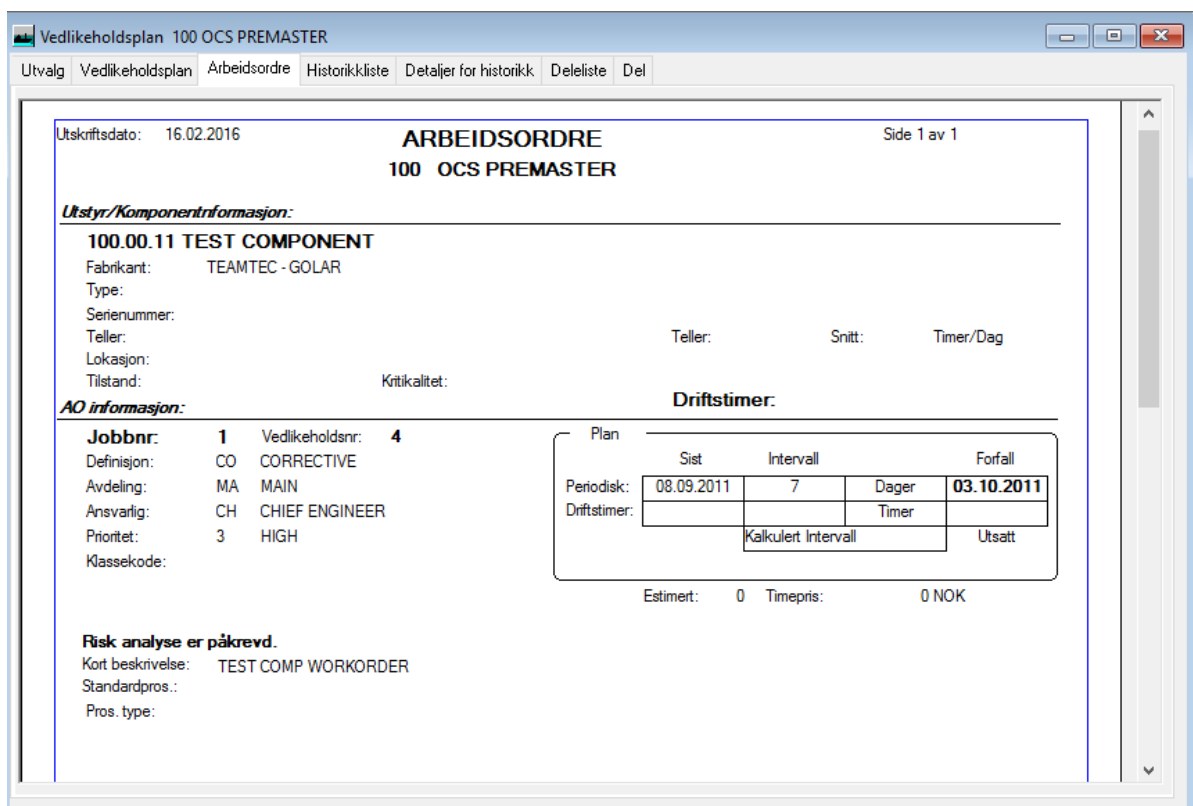 Vedlikeholdsplan 100 OCS PREMASTER
Utvalg Vedlikeholdsplan Arbeidsordre Historikkliste Detaljer for historikk Deleliste Del
Utskriftsdato: 16.02.2016 ARBEIDSORDRE Side 1 av 1
100 OCS PREMASTER
Utstyr/Komponentnformasjon:
100.00.11 TEST COMPONENT
Fabrikant: TEAMTEC - GOLAR
Type:
Serienummer:
Teller: Teller: Snitt: Timer/Dag
Lokasjon:
Tilstand: Kritikalitet:
Driftstimer:
AO informasjon:
Jobbnr: 1 Vedlikeholdsnr: 4 Plan
Sist Intervall Forfall
Definisjon: CO CORRECTIVE
Avdeling: MA MAIN Periodisk: 08.09.2011 7 Dager 03.10.2011
Ansvarlig: CH CHIEF ENGINEER Driftstimer: Timer
Prioritet: 3 HIGH Kalkulert Intervall Utsatt
Klassekode:
Estimert: 0 Timepris: 0 NOK
Risk analyse er påkrevd.
Kort beskrivelse: TEST COMP WORKORDER
Standardpros.:
Pros. type: